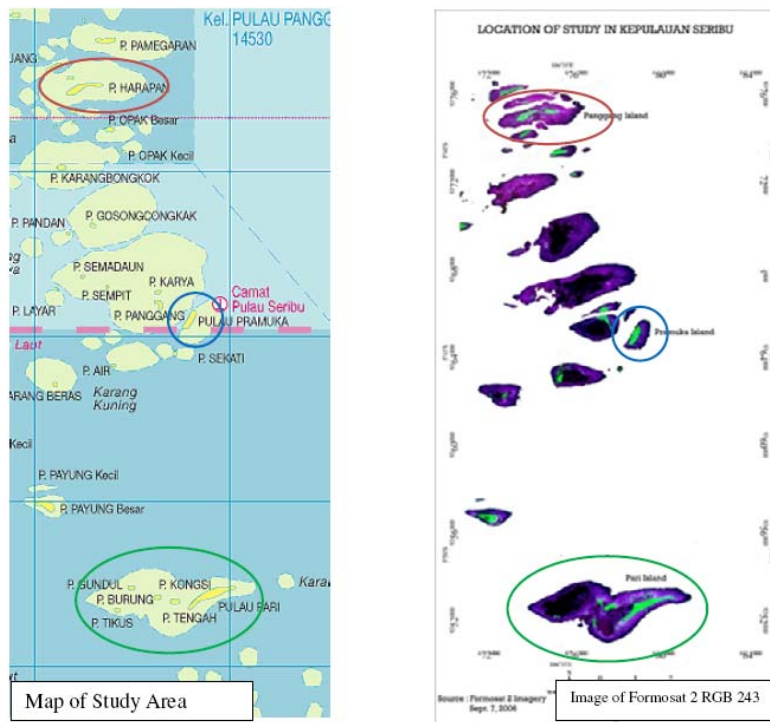 Kel. PULAU PANGG
14530
P. PAMEGARAN
JANG
P. HARAPAN
P. OPAK Besar
a
P. OPAK Kecil
P. KARANGBONGKOK
P. GOSONGCONGKAK
P. PANDAN
P. SEMADAUN
P. KARYA
P. SEMPIT
Camat
Pulau Seribu
P. LAYAR
P. PANGGANG
PULAU PRAMUKA
Laut
P. SEKATI
P. AIR
KARANG BERAS
Karang
Kuning
Kecil
P. PAYUNG Kecil
P. PAYUNG Besar
P. GUNDUL
P. KONGSI
Kara
P. BURUNG
PULAU PARI
P. TENGAH
P. TIKUS
Map of Study Area
LOCATION OF STUDY IN KEPULAUAN SERIBU
Panggang Island
Pramuka Island
Pari Island
Source : Formosat 2 Imagery
Sept. 7, 2006
Image of Formosat 2 RGB 243